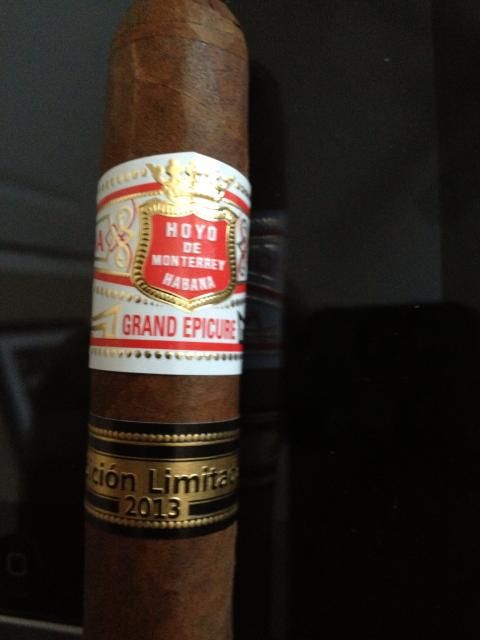 HOYO
DE
MONTERREY
HABANA
GRAND EPICURE
ción Limitad
2013